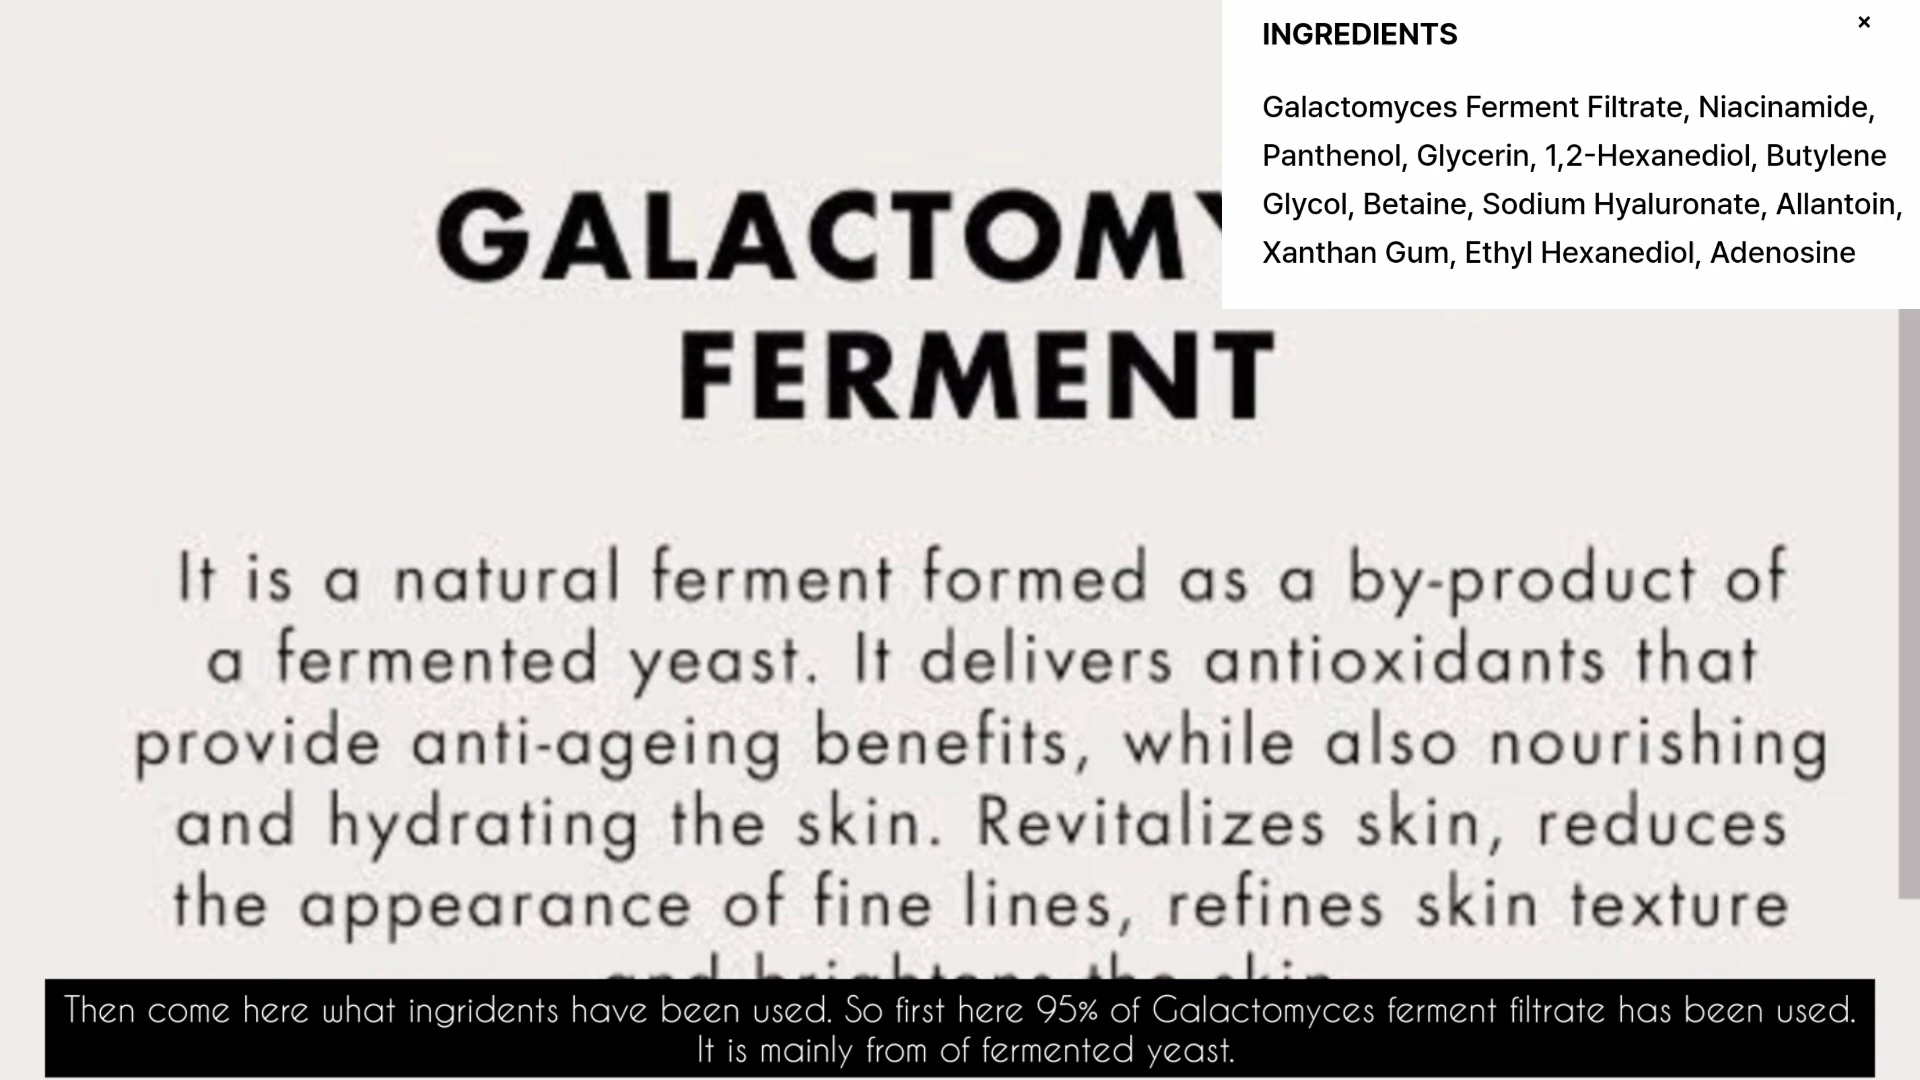 INGREDIENTS
×
Galactomyces Ferment Filtrate, Niacinamide,
Panthenol, Glycerin, 1,2-Hexanediol, Butylene
Glycol, Betaine, Sodium Hyaluronate, Allantoin,
Xanthan Gum, Ethyl Hexanediol, Adenosine
GALACTOMY
FERMENT
It is a natural ferment formed as a by-product of
a fermented yeast. It delivers antioxidants that
provide anti-ageing benefits, while also nourishing
and hydrating the skin. Revitalizes skin, reduces
the appearance of fine lines, refines skin texture
and brightens the skin
Then come here what ingridents have been used. So first here 95% of Galactomyces ferment filtrate has been used.
It is mainly from of fermented yeast.